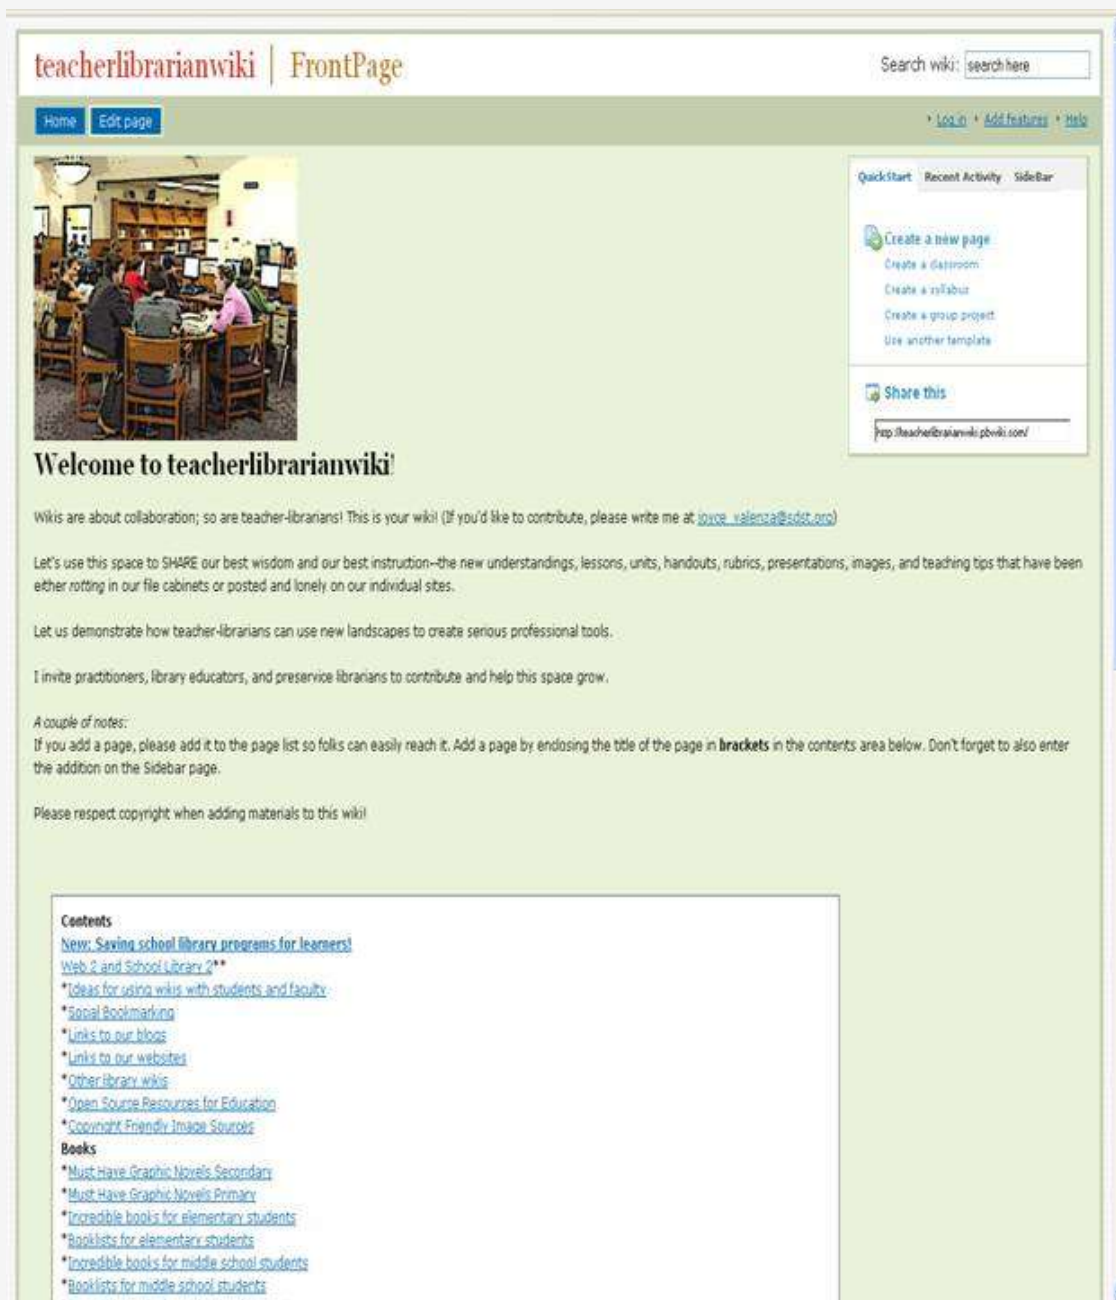 teacherlibrarianwiki | FrontPage
Search wiki: search here
Home Edit page
• Log in • Add features • Help
QuickStart Recent Activity SideBar
Create a new page
Create a classroom
Create a syllabus
Create a group project
Use another template
Share this
http://teacherlibrarianwiki.pbwiki.com/
Welcome to teacherlibrarianwiki!
Wikis are about collaboration; so are teacher-librarians! This is your wiki! (If you'd like to contribute, please write me at joyce_valenza@sdst.org)
Let's use this space to SHARE our best wisdom and our best instruction--the new understandings, lessons, units, handouts, rubrics, presentations, images, and teaching tips that have been
either rotting in our file cabinets or posted and lonely on our individual sites.
Let us demonstrate how teacher-librarians can use new landscapes to create serious professional tools.
I invite practitioners, library educators, and preservice librarians to contribute and help this space grow.
A couple of notes:
If you add a page, please add it to the page list so folks can easily reach it. Add a page by enclosing the title of the page in brackets in the contents area below. Don't forget to also enter
the addition on the Sidebar page.
Please respect copyright when adding materials to this wiki!
Contents
New: Saving school library programs for learners!
Web 2 and School Library 2**
*Ideas for using wikis with students and faculty
*Social Bookmarking
*Links to our blogs
*Links to our websites
*Other library wikis
*Open Source Resources for Education
*Copyright Friendly Image Sources
Books
*Must Have Graphic Novels Secondary
*Must Have Graphic Novels Primary
*Incredible books for elementary students
*Booklists for elementary students
*Incredible books for middle school students
*Booklists for middle school students